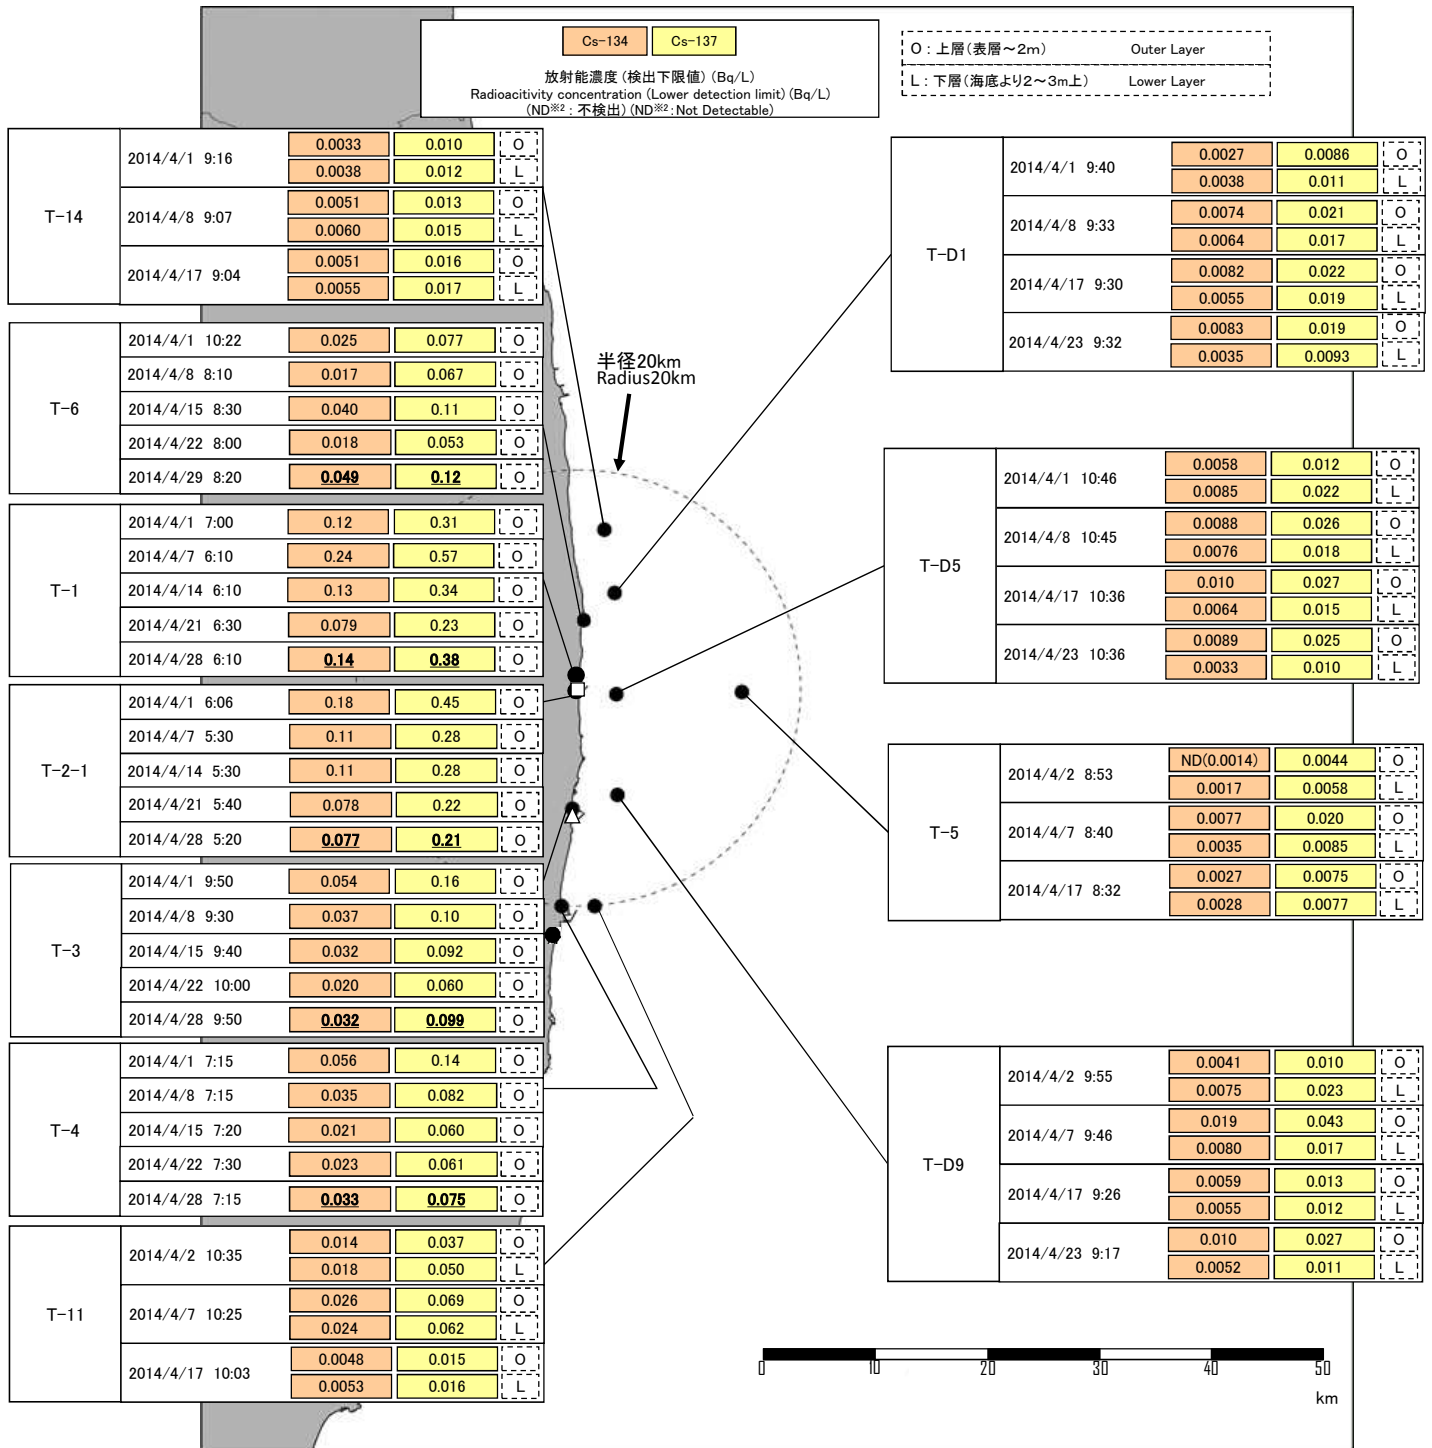 Cs-134 Cs-137
放射能濃度 (検出下限値) (Bq/L)
Radioacitivity concentration (Lower detection limit) (Bq/L)
(ND※2 : 不検出) (ND※2 : Not Detectable)
O : 上層(表層～2m) Outer Layer
L : 下層(海底より2～3m上) Lower Layer
T-14
2014/4/1 9:16 0.0033 0.010 O
0.0038 0.012 L
2014/4/8 9:07 0.0051 0.013 O
0.0060 0.015 L
2014/4/17 9:04 0.0051 0.016 O
0.0055 0.017 L
T-6
2014/4/1 10:22 0.025 0.077 O
2014/4/8 8:10 0.017 0.067 O
2014/4/15 8:30 0.040 0.11 O
2014/4/22 8:00 0.018 0.053 O
2014/4/29 8:20 0.049 0.12 O
T-1
2014/4/1 7:00 0.12 0.31 O
2014/4/7 6:10 0.24 0.57 O
2014/4/14 6:10 0.13 0.34 O
2014/4/21 6:30 0.079 0.23 O
2014/4/28 6:10 0.14 0.38 O
T-2-1
2014/4/1 6:06 0.18 0.45 O
2014/4/7 5:30 0.11 0.28 O
2014/4/14 5:30 0.11 0.28 O
2014/4/21 5:40 0.078 0.22 O
2014/4/28 5:20 0.077 0.21 O
T-3
2014/4/1 9:50 0.054 0.16 O
2014/4/8 9:30 0.037 0.10 O
2014/4/15 9:40 0.032 0.092 O
2014/4/22 10:00 0.020 0.060 O
2014/4/28 9:50 0.032 0.099 O
T-4
2014/4/1 7:15 0.056 0.14 O
2014/4/8 7:15 0.035 0.082 O
2014/4/15 7:20 0.021 0.060 O
2014/4/22 7:30 0.023 0.061 O
2014/4/28 7:15 0.033 0.075 O
T-11
2014/4/2 10:35 0.014 0.037 O
0.018 0.050 L
2014/4/7 10:25 0.026 0.069 O
0.024 0.062 L
2014/4/17 10:03 0.0048 0.015 O
0.0053 0.016 L
半径20km
Radius20km
T-D1
2014/4/1 9:40 0.0027 0.0086 O
0.0038 0.011 L
2014/4/8 9:33 0.0074 0.021 O
0.0064 0.017 L
2014/4/17 9:30 0.0082 0.022 O
0.0055 0.019 L
2014/4/23 9:32 0.0083 0.019 O
0.0035 0.0093 L
T-D5
2014/4/1 10:46 0.0058 0.012 O
0.0085 0.022 L
2014/4/8 10:45 0.0088 0.026 O
0.0076 0.018 L
2014/4/17 10:36 0.010 0.027 O
0.0064 0.015 L
2014/4/23 10:36 0.0089 0.025 O
0.0033 0.010 L
T-5
2014/4/2 8:53 ND(0.0014) 0.0044 O
0.0017 0.0058 L
2014/4/7 8:40 0.0077 0.020 O
0.0035 0.0085 L
2014/4/17 8:32 0.0027 0.0075 O
0.0028 0.0077 L
T-D9
2014/4/2 9:55 0.0041 0.010 O
0.0075 0.023 L
2014/4/7 9:46 0.019 0.043 O
0.0080 0.017 L
2014/4/17 9:26 0.0059 0.013 O
0.0055 0.012 L
2014/4/23 9:17 0.010 0.027 O
0.0052 0.011 L
0 10 20 30 40 50
km